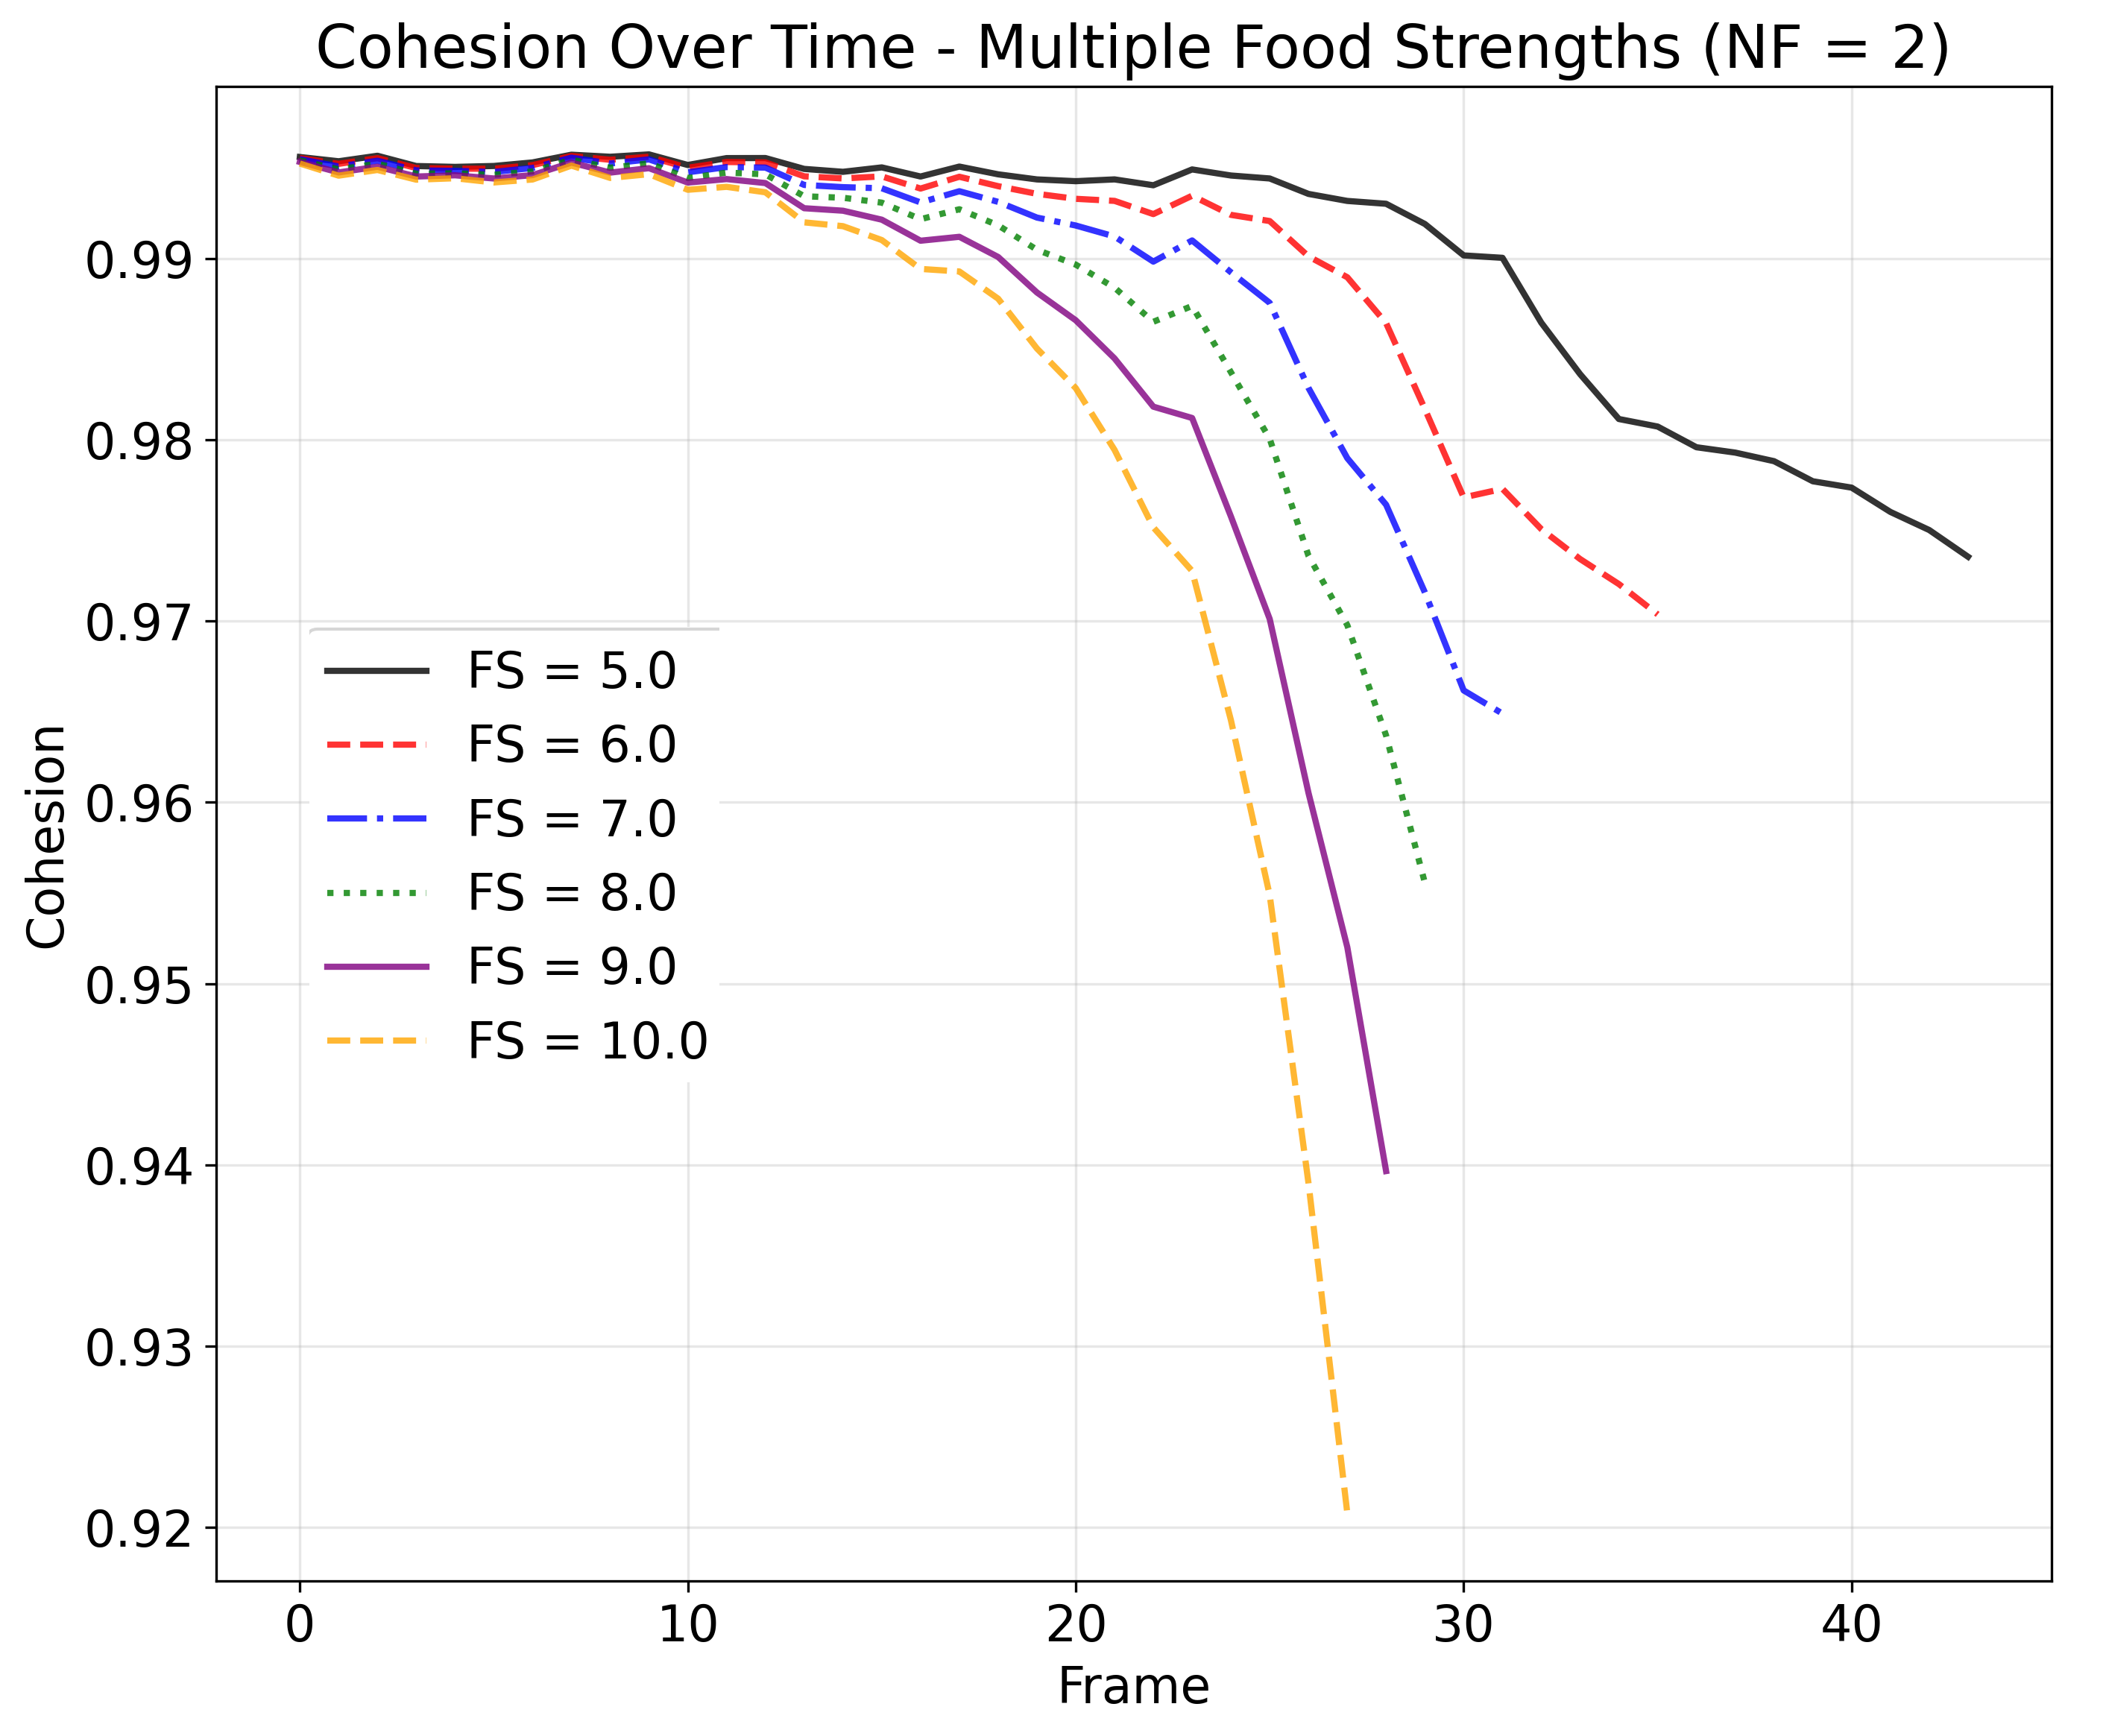 Cohesion Over Time - Multiple Food Strengths (NF = 2)
Cohesion
0.99
0.98
0.97
0.96
0.95
0.94
0.93
0.92
FS = 5.0
FS = 6.0
FS = 7.0
FS = 8.0
FS = 9.0
FS = 10.0
0 10 20 30 40
Frame